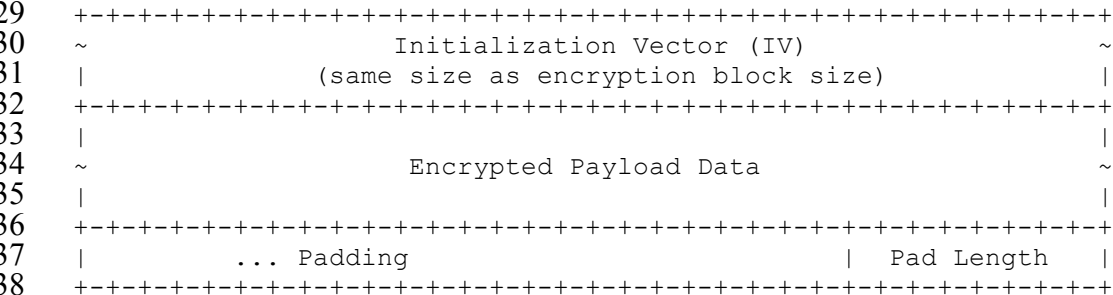 29 +-+-+-+-+-+-+-+-+-+-+-+-+-+-+-+-+-+-+-+-+-+-+-+-+-+-+-+-+-+-+-+-+
30 ~ Initialization Vector (IV) ~
31 | (same size as encryption block size) |
32 +-+-+-+-+-+-+-+-+-+-+-+-+-+-+-+-+-+-+-+-+-+-+-+-+-+-+-+-+-+-+-+-+
33 | |
34 ~ Encrypted Payload Data ~
35 | |
36 +-+-+-+-+-+-+-+-+-+-+-+-+-+-+-+-+-+-+-+-+-+-+-+-+-+-+-+-+-+-+-+-+
37 | ... Padding | Pad Length |
38 +-+-+-+-+-+-+-+-+-+-+-+-+-+-+-+-+-+-+-+-+-+-+-+-+-+-+-+-+-+-+-+-+